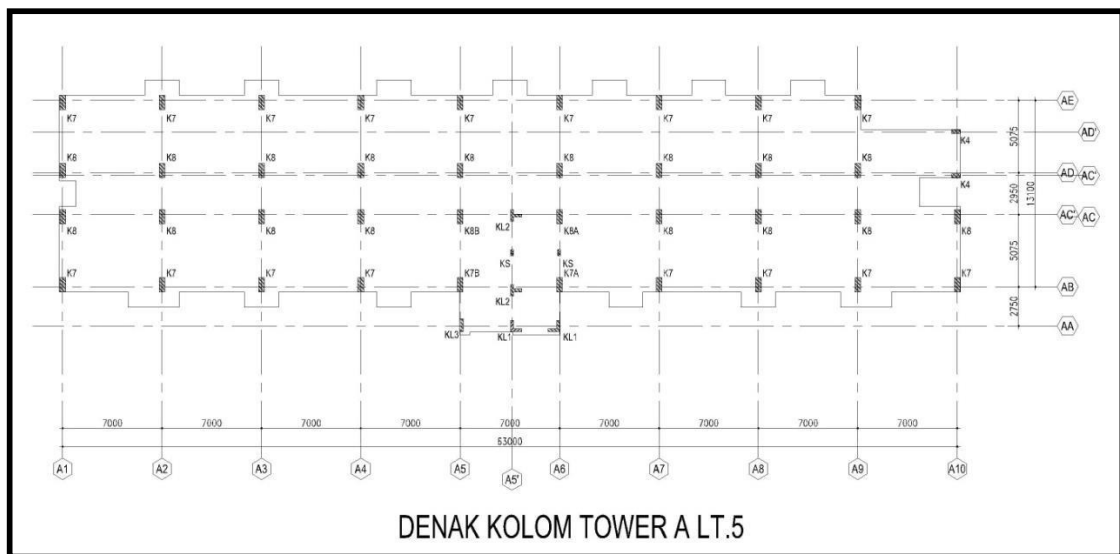 K7 K7 K7 K7 K7 K7 K7 K7 K7
AE
AD'
K4
5075
K8 K8 K8 K8 K8 K8 K8 K8 K8
AD
AC'
K4
2950
13100
AC' AC
K8 K8 K8 K8 K8B KL2 K8A K8 K8 K8 K8
KS KS
5075
K7 K7 K7 K7 K7B K7A K7 K7 K7 K7
KL2
AB
2750
AA
KL3 KL1 KL1
7000 7000 7000 7000 7000 7000 7000 7000 7000
63000
A1 A2 A3 A4 A5 A5' A6 A7 A8 A9 A10
DENAK KOLOM TOWER A LT.5